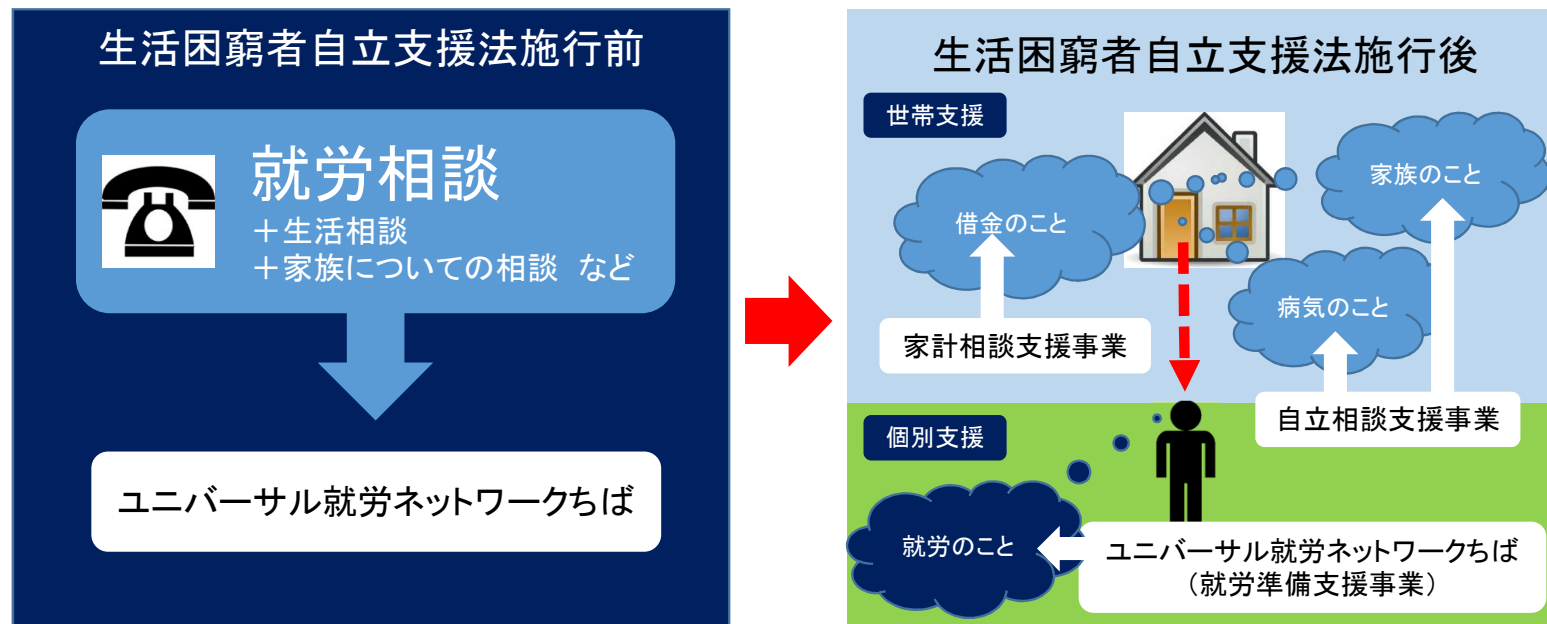 生活困窮者自立支援法施行前
就労相談
＋生活相談
＋家族についての相談　など
ユニバーサル就労ネットワークちば
生活困窮者自立支援法施行後
世帯支援
家族のこと
借金のこと
病気のこと
家計相談支援事業
自立相談支援事業
個別支援
就労のこと
ユニバーサル就労ネットワークちば
（就労準備支援事業）